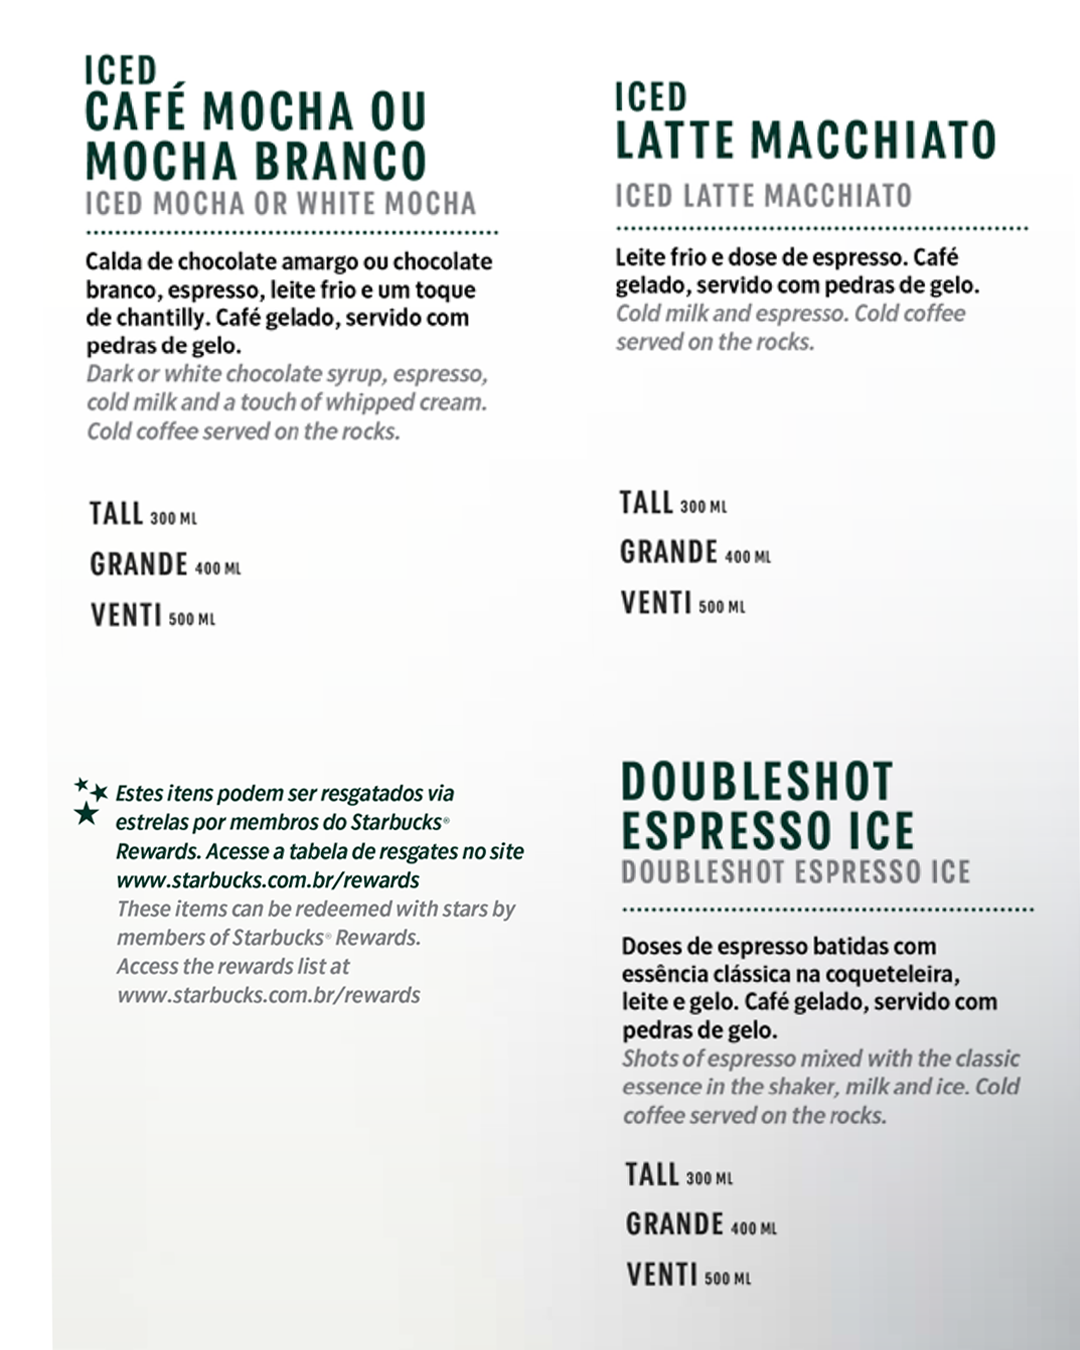 ICED
CAFÉ MOCHA OU
MOCHA BRANCO
ICED MOCHA OR WHITE MOCHA
Calda de chocolate amargo ou chocolate
branco, espresso, leite frio e um toque
de chantilly. Café gelado, servido com
pedras de gelo.
Dark or white chocolate syrup, espresso,
cold milk and a touch of whipped cream.
Cold coffee served on the rocks.
TALL 300 ML
GRANDE 400 ML
VENTI 500 ML
Estes itens podem ser resgatados via
estrelas por membros do Starbucks®
Rewards. Acesse a tabela de resgates no site
www.starbucks.com.br/rewards
These items can be redeemed with stars by
members of Starbucks® Rewards.
Access the rewards list at
www.starbucks.com.br/rewards
ICED
LATTE MACCHIATO
ICED LATTE MACCHIATO
Leite frio e dose de espresso. Café
gelado, servido com pedras de gelo.
Cold milk and espresso. Cold coffee
served on the rocks.
TALL 300 ML
GRANDE 400 ML
VENTI 500 ML
DOUBLESHOT
ESPRESSO ICE
DOUBLESHOT ESPRESSO ICE
Doses de espresso batidas com
essência clássica na coqueteleira,
leite e gelo. Café gelado, servido com
pedras de gelo.
Shots of espresso mixed with the classic
essence in the shaker, milk and ice. Cold
coffee served on the rocks.
TALL 300 ML
GRANDE 400 ML
VENTI 500 ML